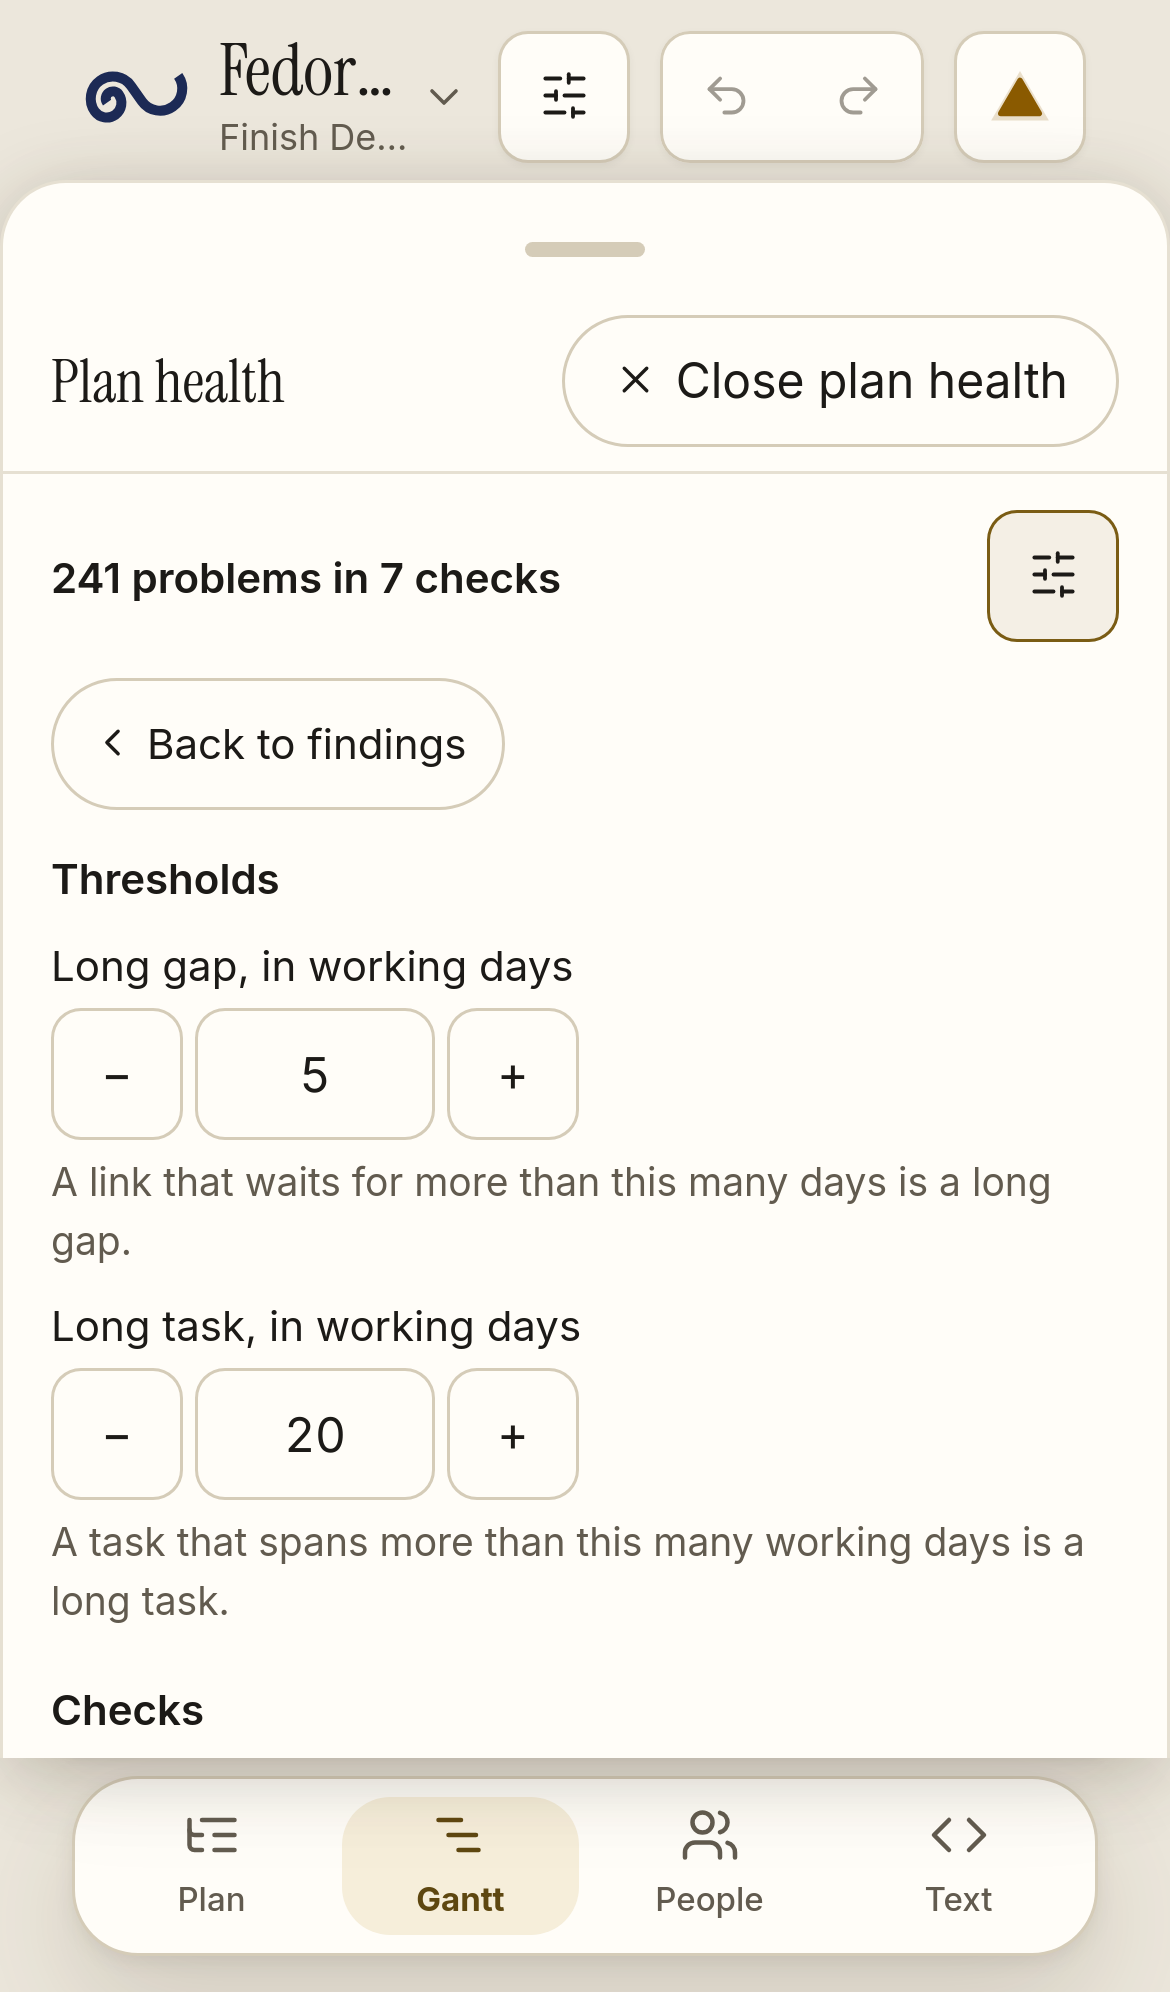 Fedor...
Finish De...
Plan health
Close plan health
241 problems in 7 checks
Back to findings
Thresholds
Long gap, in working days
− 5 +
A link that waits for more than this many days is a long
gap.
Long task, in working days
− 20 +
A task that spans more than this many working days is a
long task.
Checks
Plan Gantt People Text